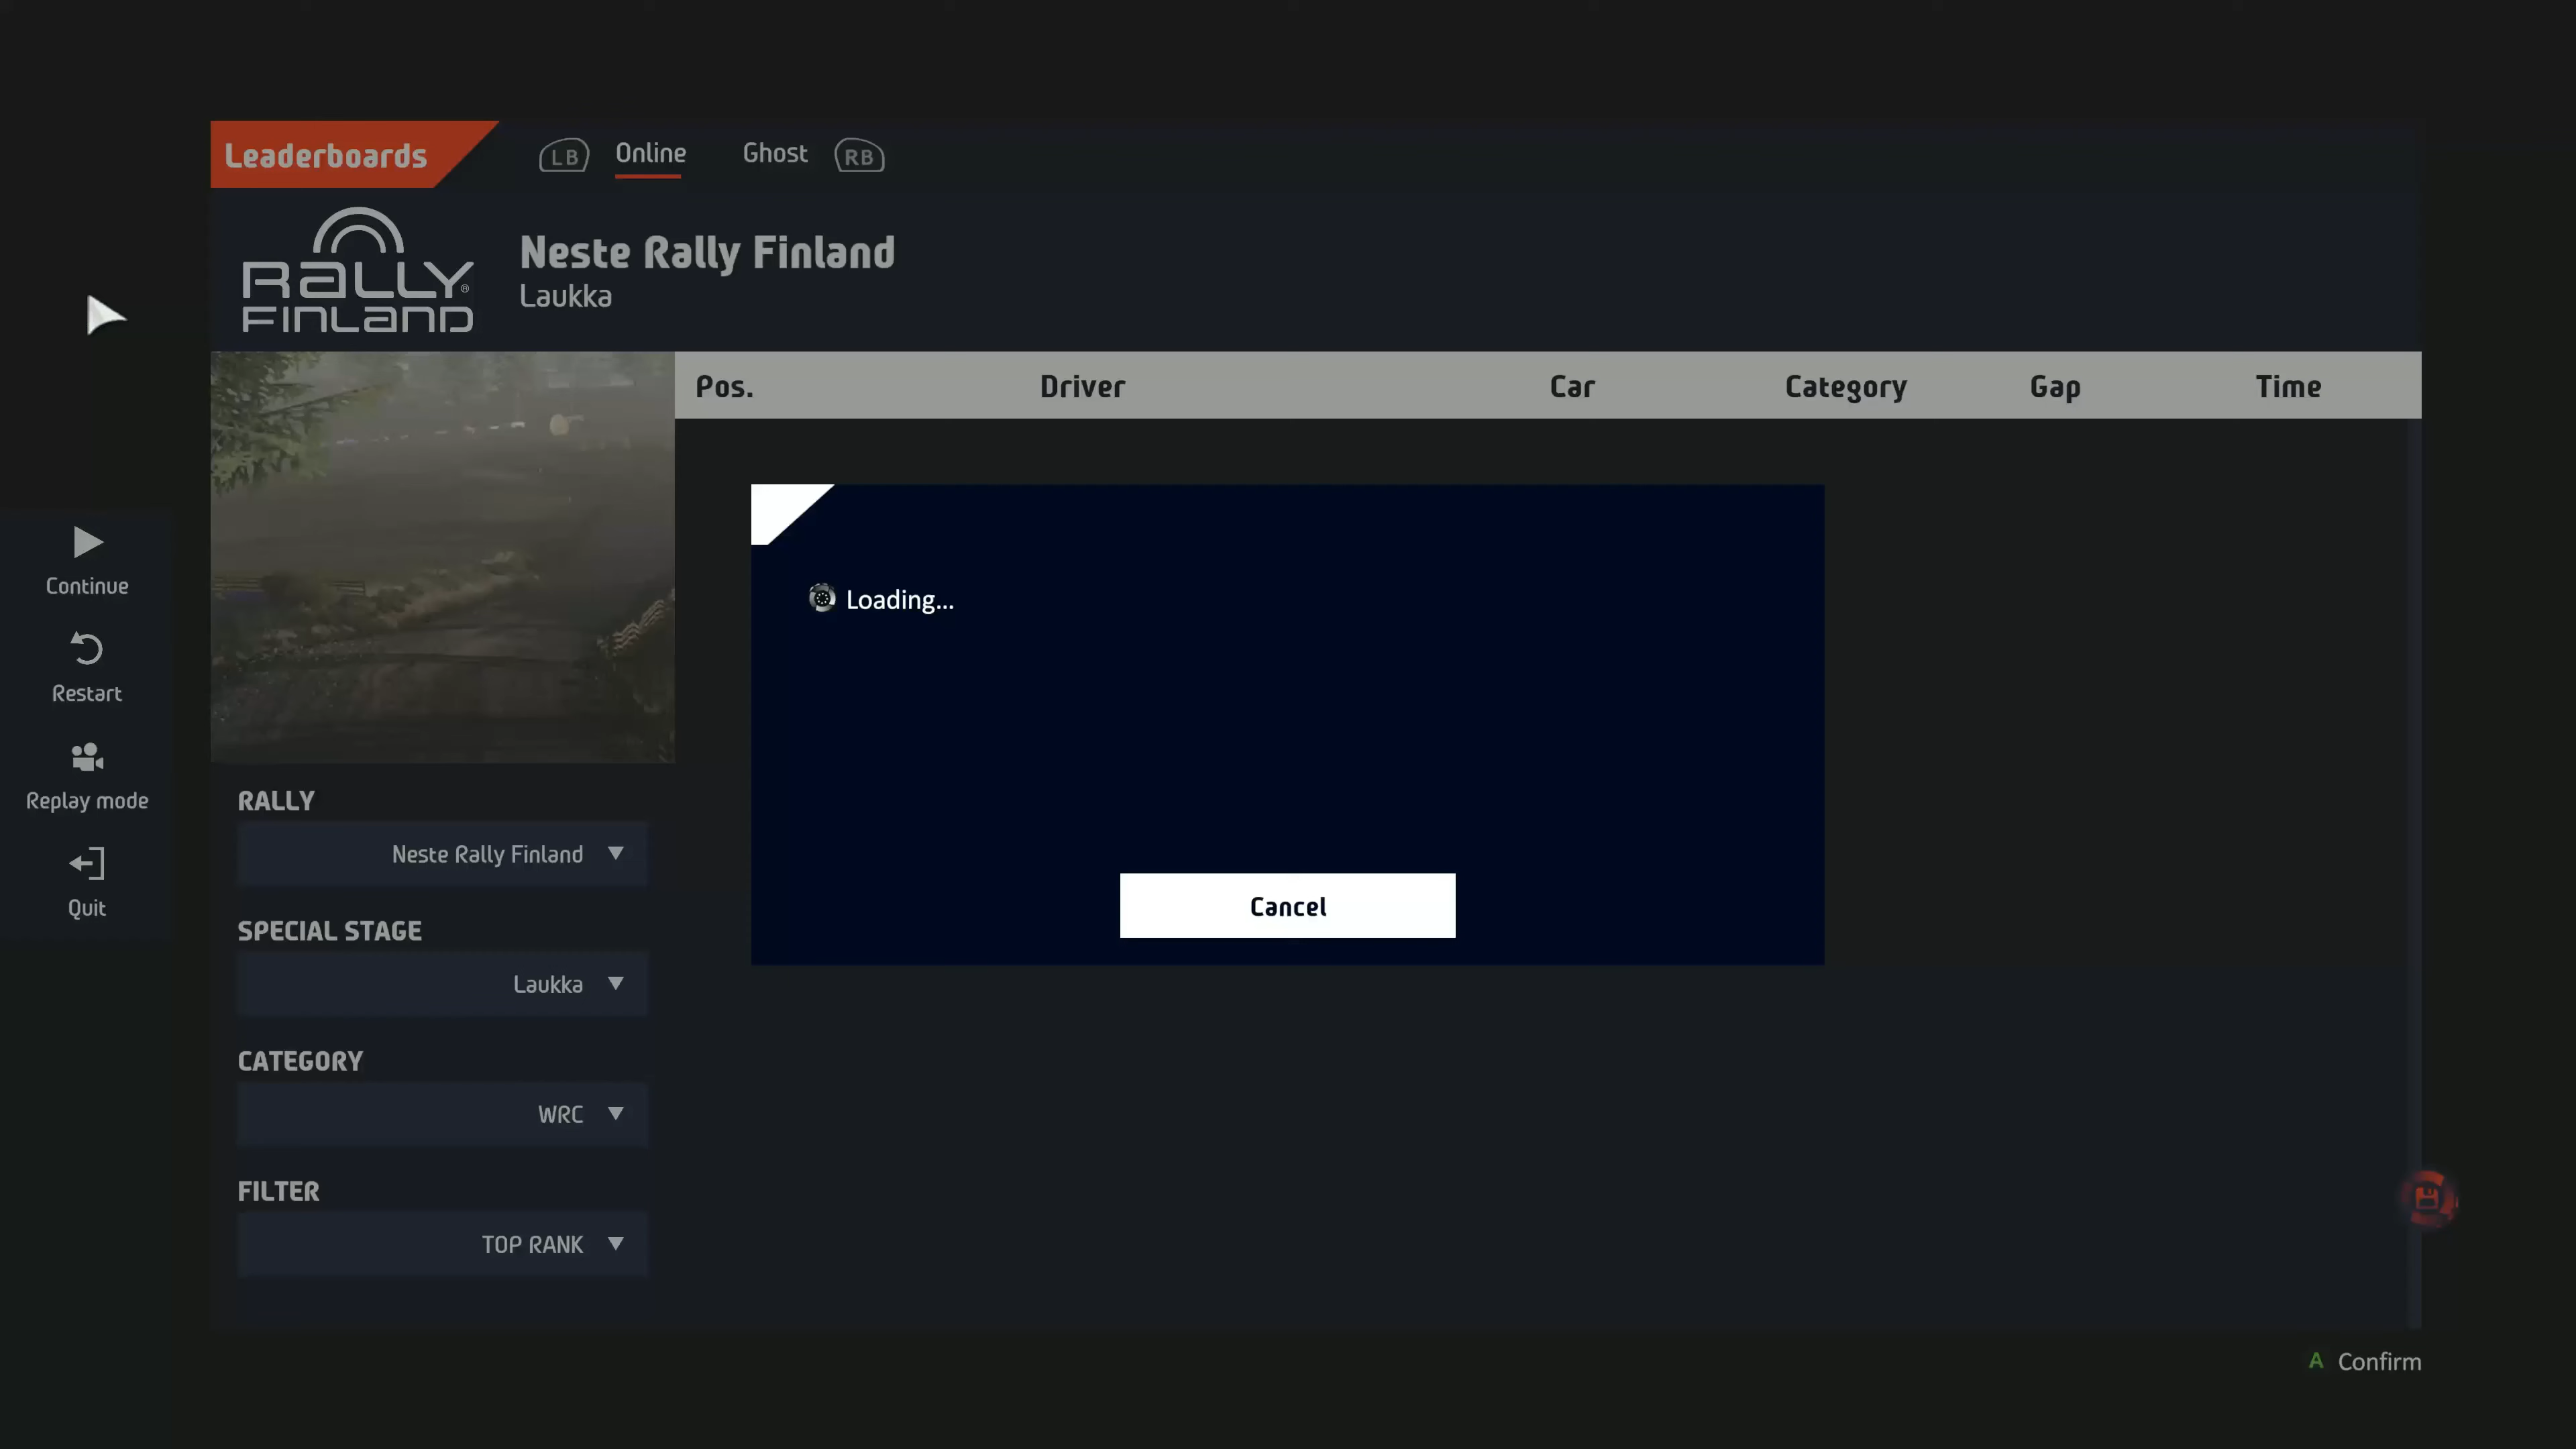 Leaderboards
LB Online Ghost RB
RALLY®
FINLAND
Neste Rally Finland
Laukka
Pos. Driver Car Category Gap Time
Continue
Restart
Replay mode
Quit
Loading...
Cancel
RALLY
Neste Rally Finland
SPECIAL STAGE
Laukka
CATEGORY
WRC
FILTER
TOP RANK
A Confirm